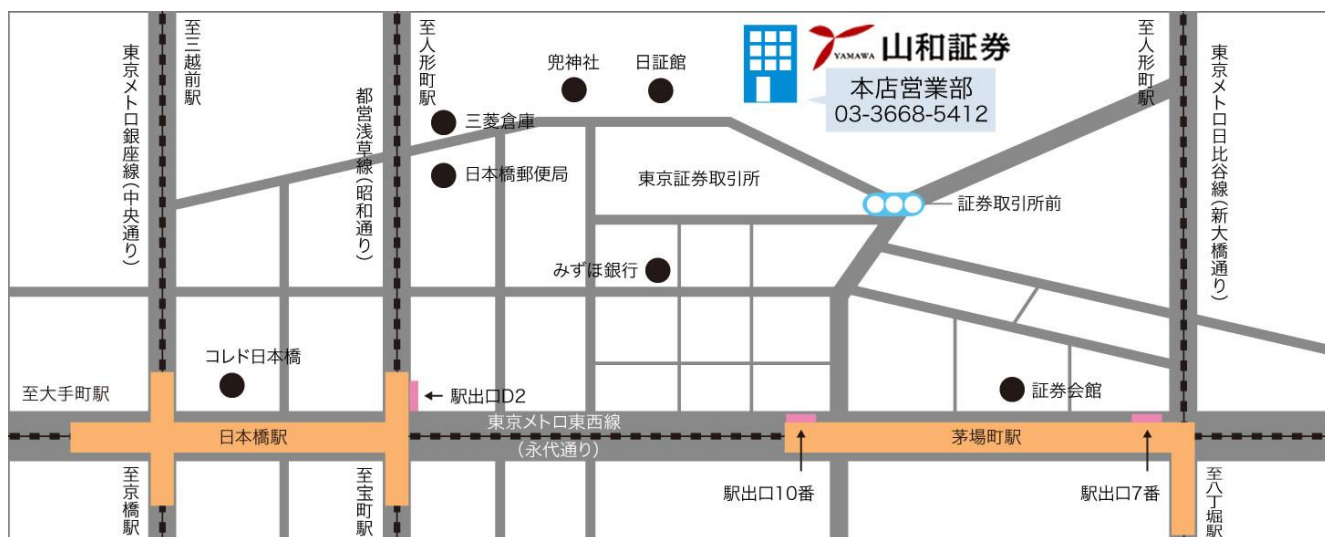 東京メトロ銀座線(中央通り)
至三越前駅
都営浅草線(昭和通り)
至人形町駅
兜神社
日証館
YAMAWA 山和証券
本店営業部
03-3668-5412
至人形町駅
東京メトロ日比谷線(新大橋通り)
三菱倉庫
日本橋郵便局
東京証券取引所
証券取引所前
みずほ銀行
コレド日本橋
至大手町駅
駅出口D2
証券会館
日本橋駅
東京メトロ東西線
(永代通り)
茅場町駅
至京橋駅
至宝町駅
駅出口10番
駅出口7番
至八丁堀駅